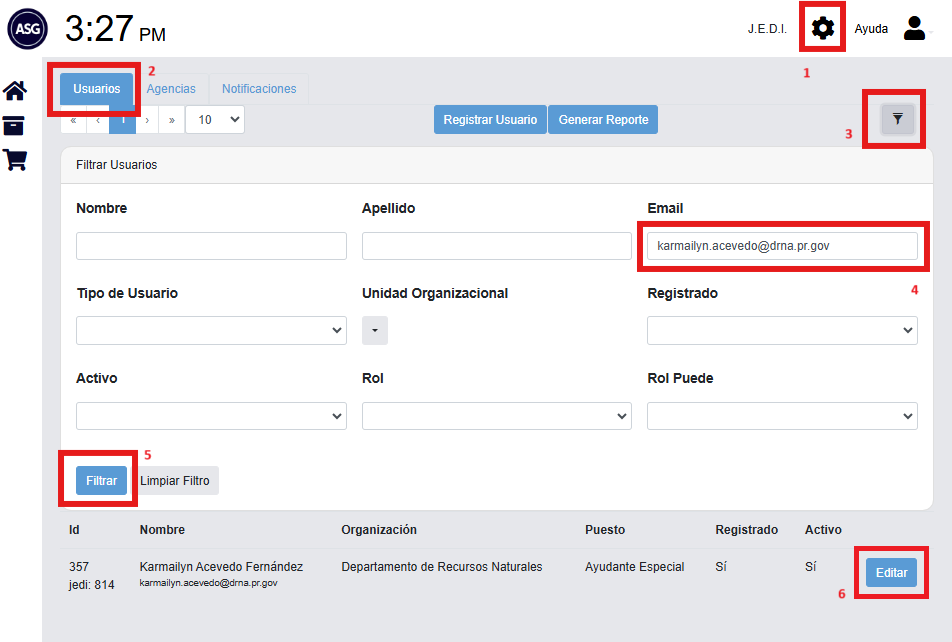 ASG 3:27 PM J.E.D.I. Ayuda
1
2
Usuarios Agencias Notificaciones
« ‹ 1 › » 10 Registrar Usuario Generar Reporte
3
Filtrar Usuarios
Nombre Apellido Email
karmailyn.acevedo@drna.pr.gov
4
Tipo de Usuario Unidad Organizacional Registrado
Activo Rol Rol Puede
5
Filtrar Limpiar Filtro
Id Nombre Organización Puesto Registrado Activo
357 Karmailyn Acevedo Fernández Departamento de Recursos Naturales Ayudante Especial Sí Sí Editar
jedi: 814 karmailyn.acevedo@drna.pr.gov
6